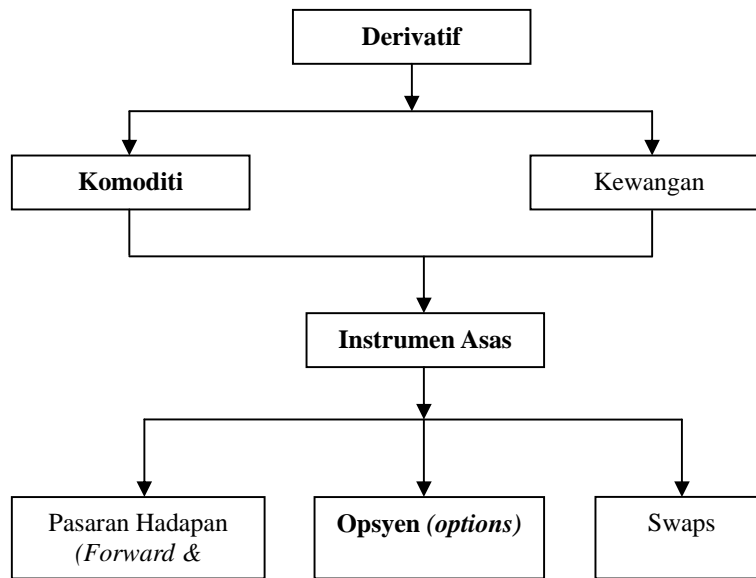 Derivatif
Komoditi
Kewangan
Instrumen Asas
Pasaran Hadapan
(Forward &
Opsyen (options)
Swaps